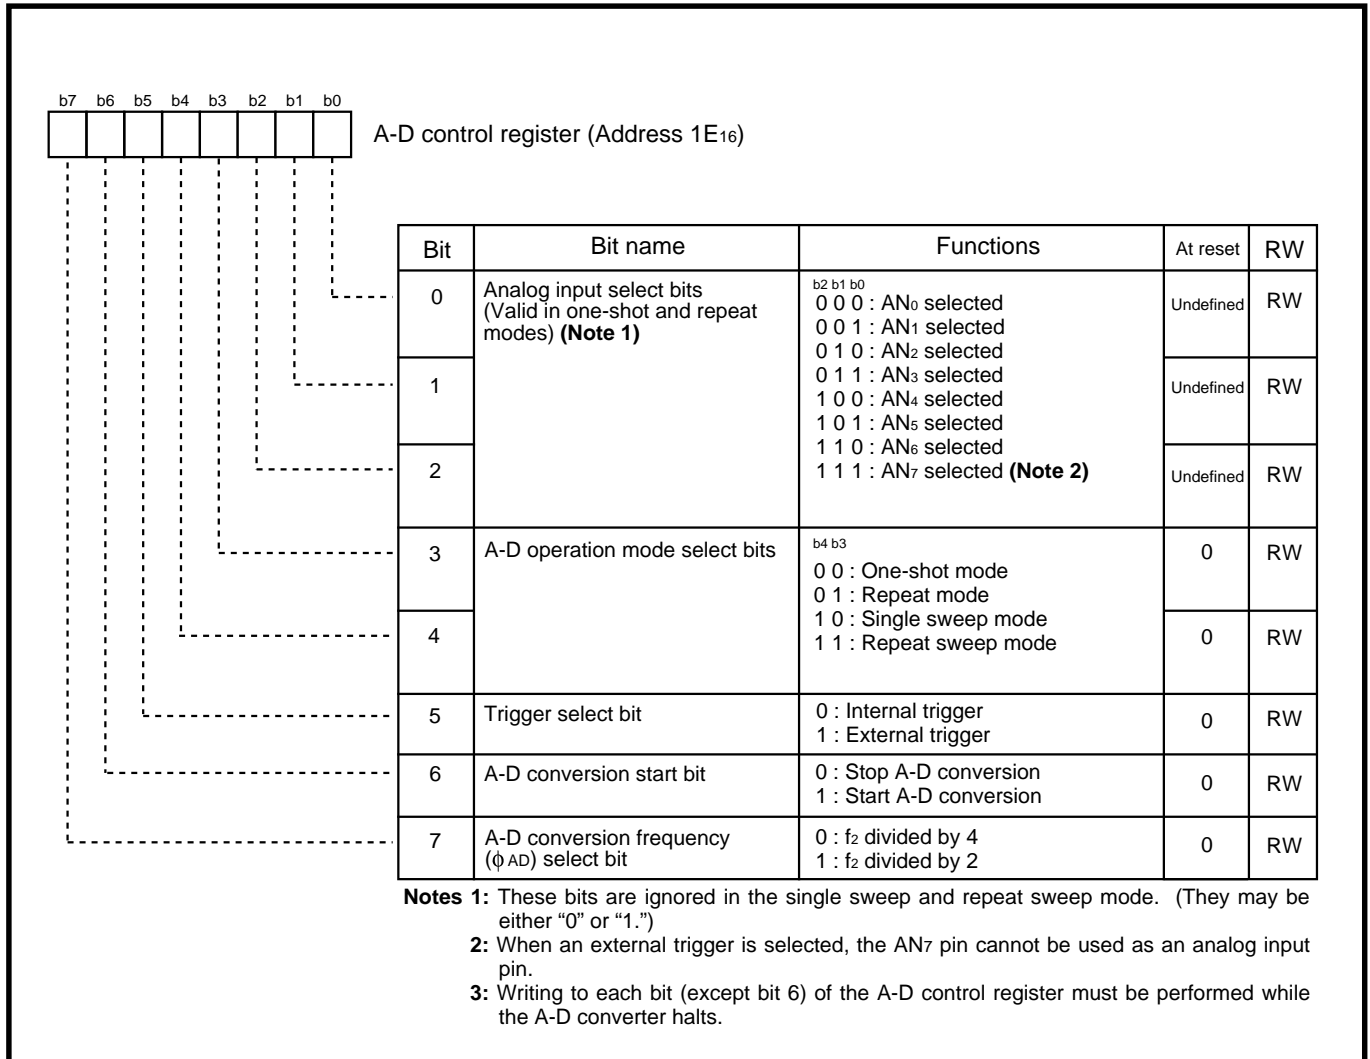 b7 b6 b5 b4 b3 b2 b1 b0
A-D control register (Address 1E16)
Bit Bit name Functions At reset RW
0 Analog input select bits
(Valid in one-shot and repeat
modes) (Note 1)
b2 b1 b0
0 0 0 : AN0 selected
0 0 1 : AN1 selected
0 1 0 : AN2 selected
0 1 1 : AN3 selected
1 0 0 : AN4 selected
1 0 1 : AN5 selected
1 1 0 : AN6 selected
1 1 1 : AN7 selected (Note 2)
Undefined RW
1 Undefined RW
2 Undefined RW
3 A-D operation mode select bits
b4 b3
0 0 : One-shot mode
0 1 : Repeat mode
1 0 : Single sweep mode
1 1 : Repeat sweep mode
0 RW
4 0 RW
5 Trigger select bit
0 : Internal trigger
1 : External trigger
0 RW
6 A-D conversion start bit
0 : Stop A-D conversion
1 : Start A-D conversion
0 RW
7 A-D conversion frequency
(ϕ AD) select bit
0 : f2 divided by 4
1 : f2 divided by 2
0 RW
Notes 1: These bits are ignored in the single sweep and repeat sweep mode. (They may be
either “0” or “1.”)
2: When an external trigger is selected, the AN7 pin cannot be used as an analog input
pin.
3: Writing to each bit (except bit 6) of the A-D control register must be performed while
the A-D converter halts.